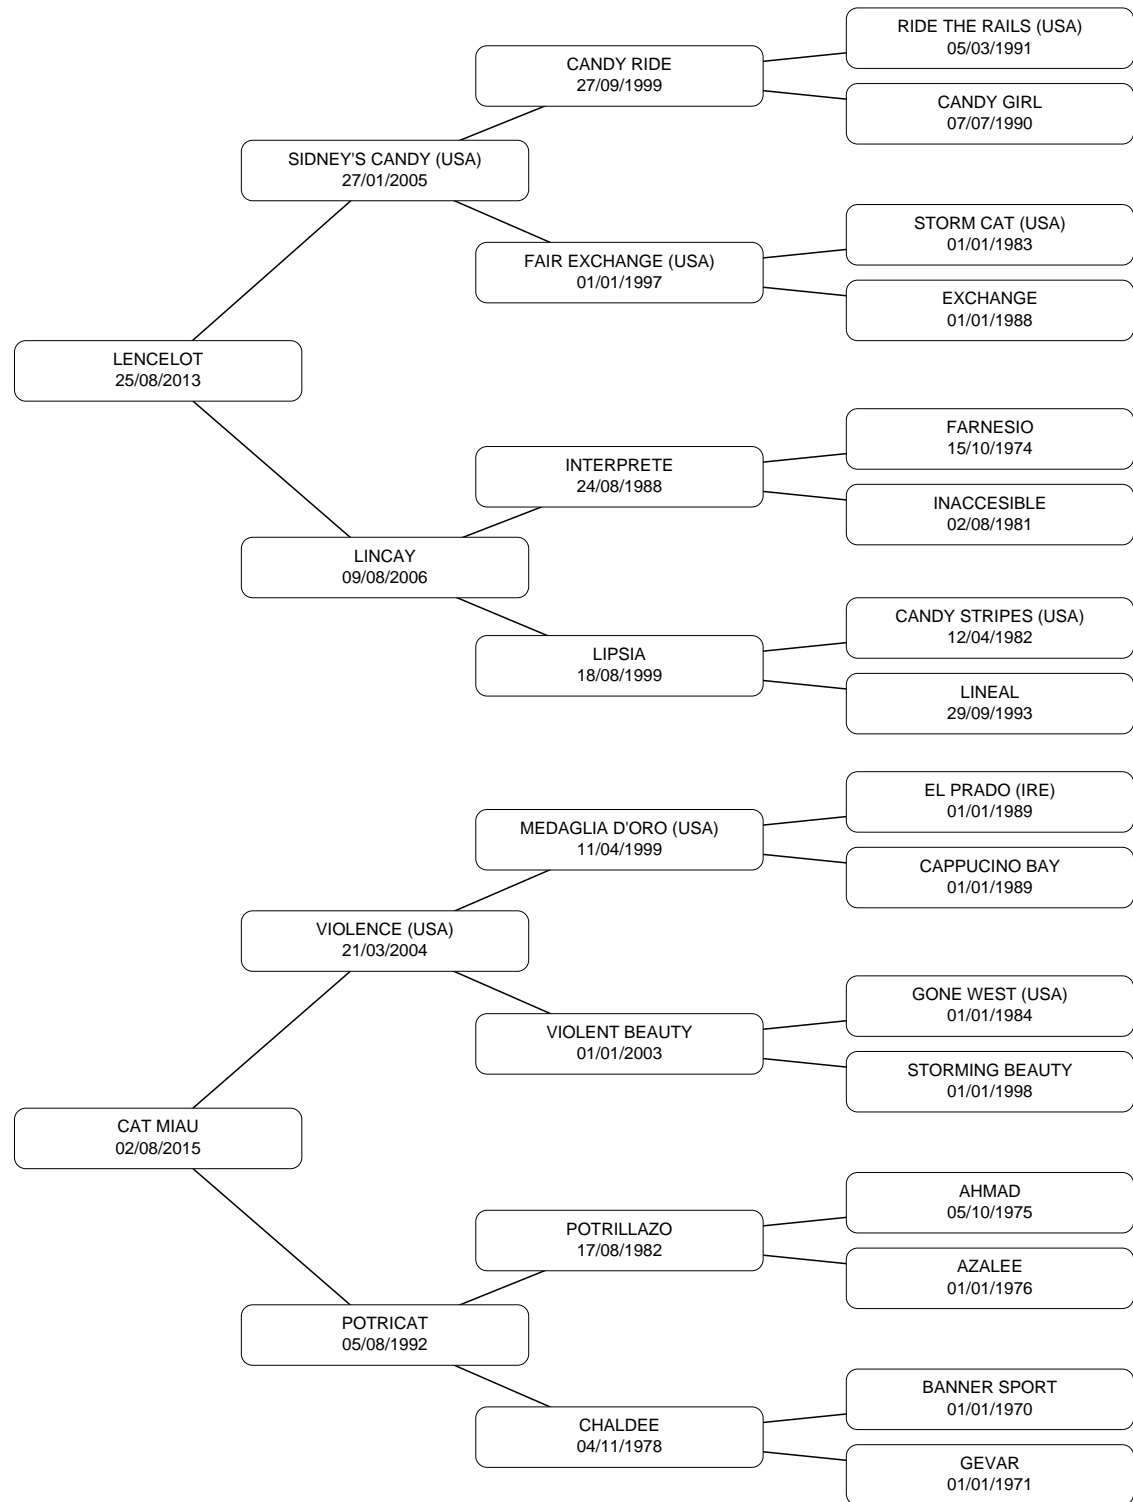 RIDE THE RAILS (USA)
05/03/1991
CANDY RIDE
27/09/1999
CANDY GIRL
07/07/1990
SIDNEY'S CANDY (USA)
27/01/2005
STORM CAT (USA)
01/01/1983
FAIR EXCHANGE (USA)
01/01/1997
EXCHANGE
01/01/1988
LENCELOT
25/08/2013
FARNESIO
15/10/1974
INTERPRETE
24/08/1988
INACCESIBLE
02/08/1981
LINCAY
09/08/2006
CANDY STRIPES (USA)
12/04/1982
LIPSIA
18/08/1999
LINEAL
29/09/1993
EL PRADO (IRE)
01/01/1989
MEDAGLIA D'ORO (USA)
11/04/1999
CAPPUCINO BAY
01/01/1989
VIOLENCE (USA)
21/03/2004
GONE WEST (USA)
01/01/1984
VIOLENT BEAUTY
01/01/2003
STORMING BEAUTY
01/01/1998
CAT MIAU
02/08/2015
AHMAD
05/10/1975
POTRILLAZO
17/08/1982
AZALEE
01/01/1976
POTRICAT
05/08/1992
BANNER SPORT
01/01/1970
CHALDEE
04/11/1978
GEVAR
01/01/1971